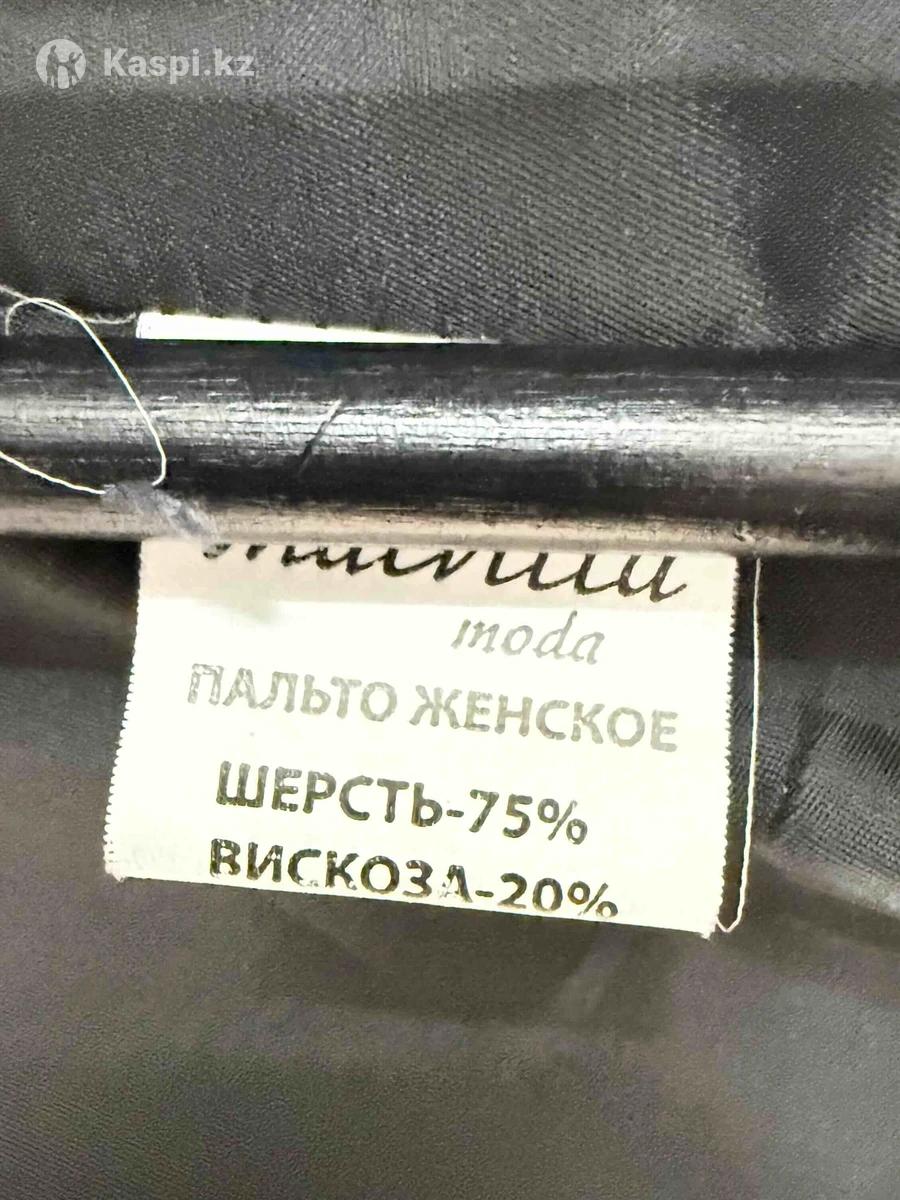 Kaspi.kz
moda
ПАЛЬТО ЖЕНСКОЕ
ШЕРСТЬ-75%
ВИСКОЗА-20%